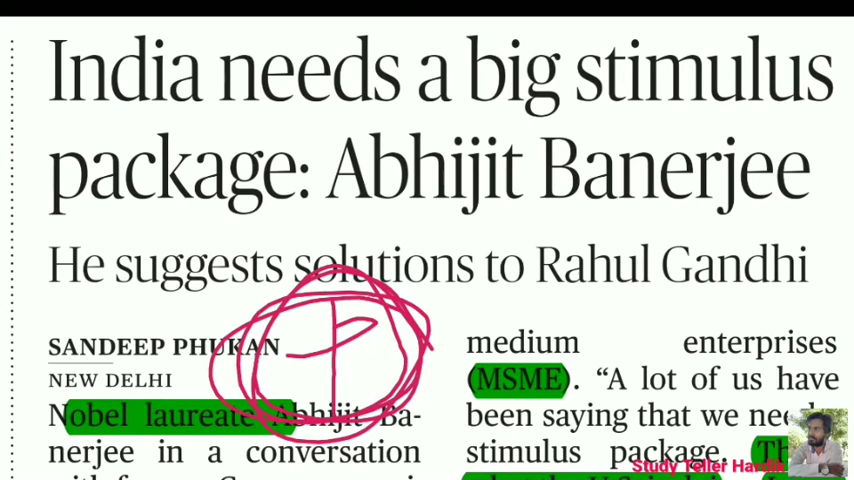 India needs a big stimulus
package: Abhijit Banerjee
He suggests solutions to Rahul Gandhi
SANDEEP PHUKAN
NEW DELHI
Nobel laureate Abhijit Ba-
nerjee in a conversation
medium enterprises
(MSME). “A lot of us have
been saying that we need
stimulus package.
Study Teller Hardik